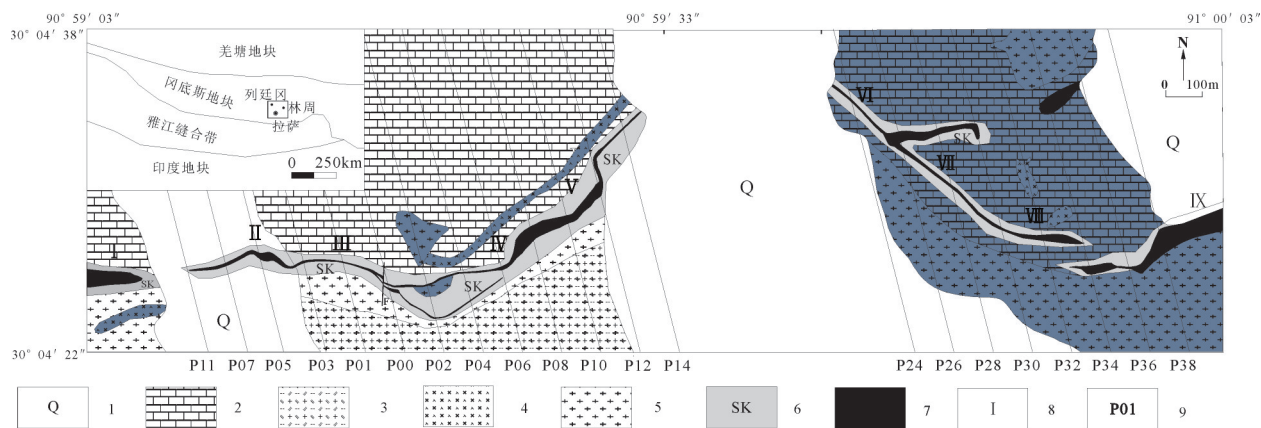 90 59 03″
90 59 33″
91 00 03″
30 04′ 38″
羌塘地块
冈底斯地块
列廷冈
林周
拉萨
雅江缝合带
印度地块
0 250km
N
0 100m
Ⅰ
SK
Ⅱ
Q
Ⅲ
SK
F
Ⅳ
SK
Ⅴ
SK
Q
Ⅵ
SK
Ⅶ
Ⅷ
Q
Ⅸ
30 04′ 22″
P11 P07 P05 P03 P01 P00 P02 P04 P06 P08 P10 P12 P14 P24 P26 P28 P30 P32 P34 P36 P38
Q 1 2 3 4 5 SK 6 7 Ⅰ 8 P01 9